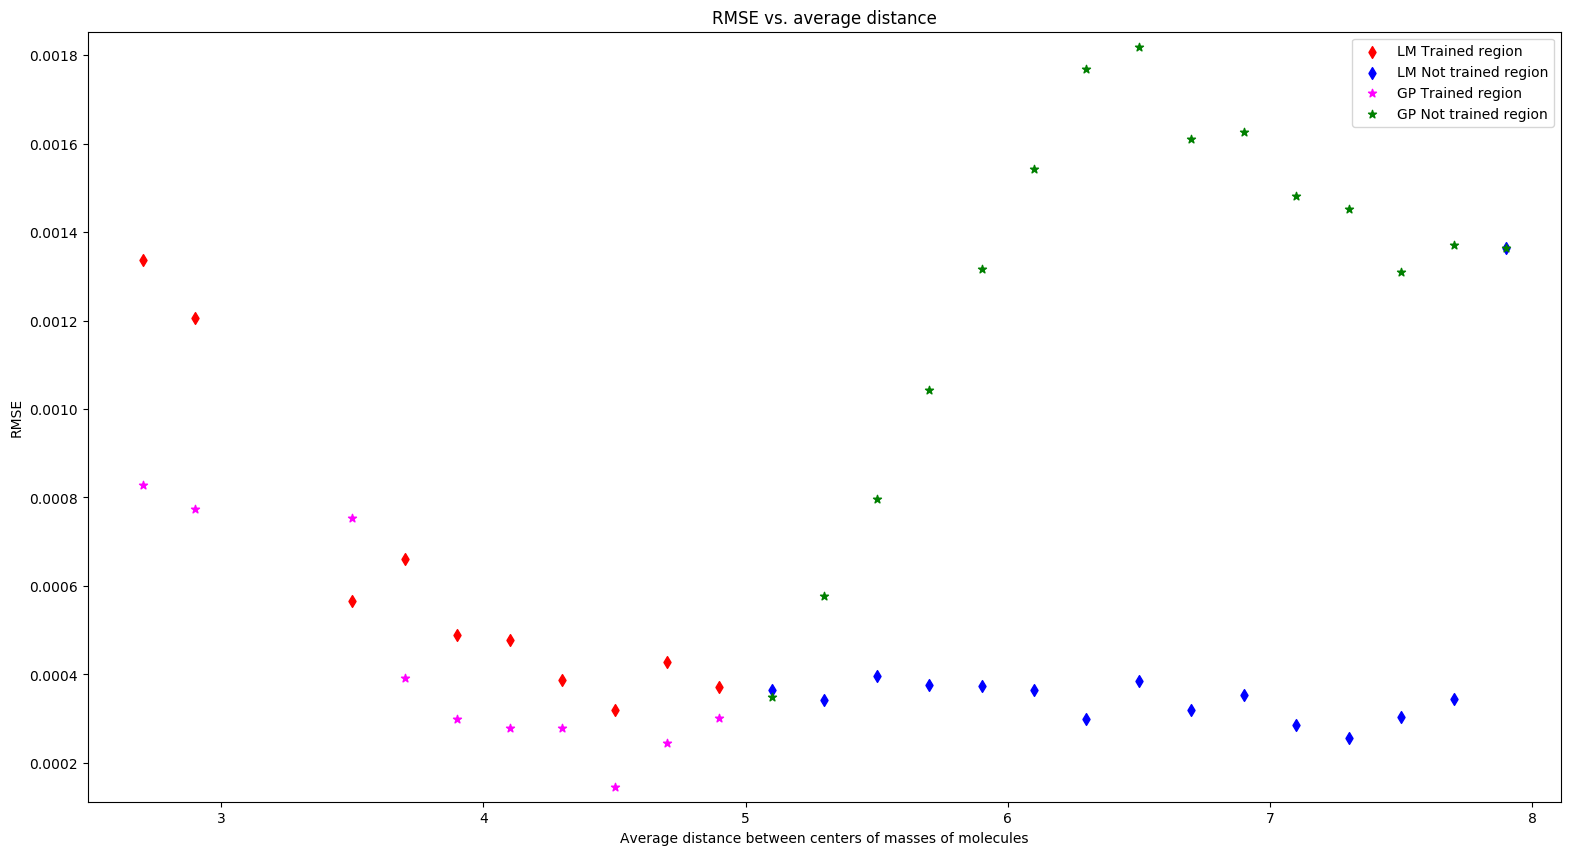 RMSE vs. average distance
LM Trained region
LM Not trained region
GP Trained region
GP Not trained region
0.0018
0.0016
0.0014
0.0012
0.0010
0.0008
0.0006
0.0004
0.0002
RMSE
3 4 5 6 7 8
Average distance between centers of masses of molecules